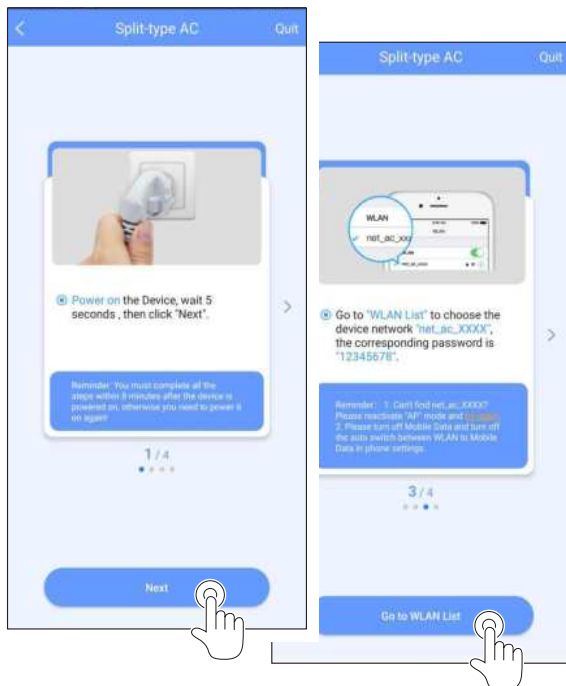 Split-type AC
Quit
Power on the Device, wait 5
seconds , then click "Next".
Reminder: You must complete all the
steps within 8 minutes after the device is
powered on, otherwise you need to power it
on again!
1 / 4
Next
Split-type AC
Quit
WLAN
net_ac_xxx
WLAN
Go to "WLAN List" to choose the
device network "net_ac_XXXX",
the corresponding password is
"12345678".
Reminder: 1. Can't find net_ac_XXXX?
Please reactivate "AP" mode and
2. Please turn off Mobile Data and turn off
the auto switch between WLAN to Mobile
Data in phone settings.
3 / 4
Go to WLAN List